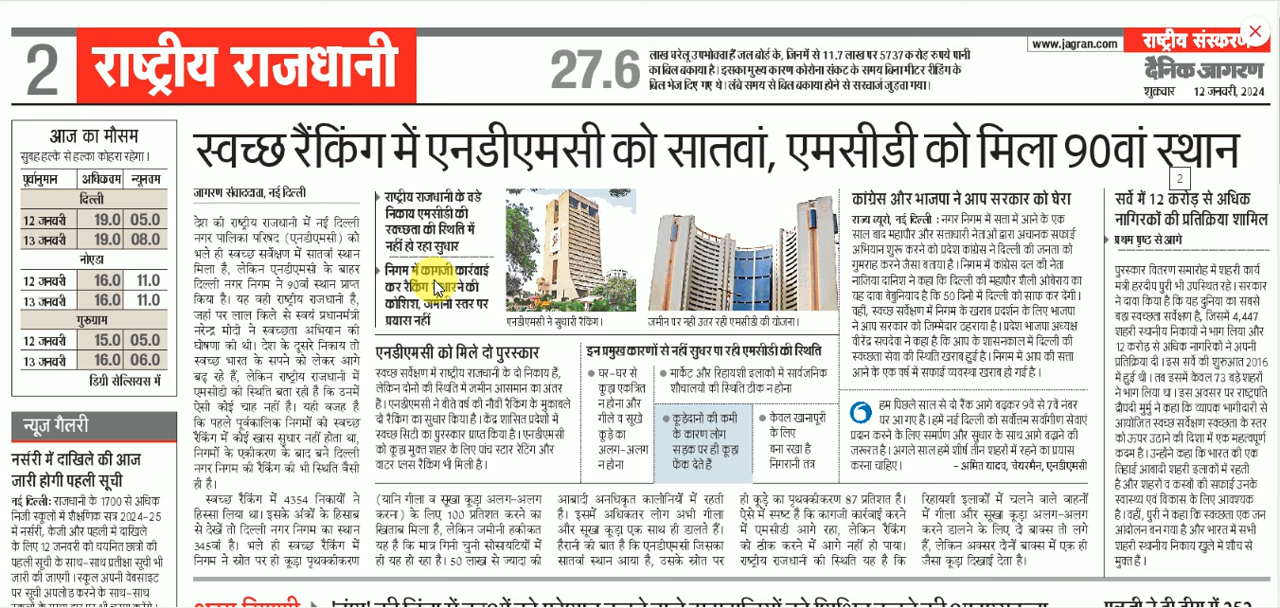 2
राष्ट्रीय राजधानी
27.6
लाख घरेलू उपभोक्ता हैं जल बोर्ड के, जिनमें से 11.7 लाख पर 5737 करोड़ रुपये पानी
का बिल बकाया है। इसका मुख्य कारण कोरोना संकट के समय बिना मीटर रीडिंग के
बिल भेज दिए गए थे। लंबे समय से बिल बकाया होने से सरचार्ज जुड़ता गया।
www.jagran.com
राष्ट्रीय संस्करण
दैनिक जागरण
शुक्रवार 12 जनवरी, 2024
आज का मौसम
सुबह हल्के से हल्का कोहरा रहेगा।
पूर्वानुमान अधिकतम न्यूनतम
दिल्ली
12 जनवरी 19.0 05.0
13 जनवरी 19.0 08.0
नोएडा
12 जनवरी 16.0 11.0
13 जनवरी 16.0 11.0
गुरुग्राम
12 जनवरी 15.0 05.0
13 जनवरी 16.0 06.0
डिग्री सेल्सियस में
न्यूज गैलरी
नर्सरी में दाखिले की आज
जारी होगी पहली सूची
नई दिल्ली: राजधानी के 1700 से अधिक
निजी स्कूलों में शैक्षणिक सत्र 2024-25
में नर्सरी, केजी और पहली में दाखिले
के लिए 12 जनवरी को चयनित छात्रों की
पहली सूची के साथ-साथ प्रतीक्षा सूची भी
जारी की जाएगी। स्कूल अपनी वेबसाइट
पर सूची अपलोड करने के साथ-साथ
स्वच्छ रैंकिंग में एनडीएमसी को सातवां, एमसीडी को मिला 90वां स्थान
2
जागरण संवाददाता, नई दिल्ली
देश की राष्ट्रीय राजधानी में नई दिल्ली
नगर पालिका परिषद (एनडीएमसी) को
भले ही स्वच्छ सर्वेक्षण में सातवां स्थान
मिला है, लेकिन एनडीएमसी के बाहर
दिल्ली नगर निगम ने 90वां स्थान प्राप्त
किया है। यह वही राष्ट्रीय राजधानी है,
जहां पर लाल किले से स्वयं प्रधानमंत्री
नरेन्द्र मोदी ने स्वच्छता अभियान की
घोषणा की थी। देश के दूसरे निकाय तो
स्वच्छ भारत के सपने को लेकर आगे
बढ़ रहे हैं, लेकिन राष्ट्रीय राजधानी में
एमसीडी की स्थिति बता रही है कि उनमें
ऐसी कोई चाह नहीं है। यही वजह है
कि पहले पूर्वकालिक निगमों की स्वच्छ
रैंकिंग में कोई खास सुधार नहीं होता था,
निगमों के एकीकरण के बाद बने दिल्ली
नगर निगम की रैंकिंग की भी स्थिति वैसी
ही है।
स्वच्छ रैंकिंग में 4354 निकायों ने
हिस्सा लिया था। इसके अंकों के हिसाब
से देखें तो दिल्ली नगर निगम का स्थान
345वां है। भले ही स्वच्छ रैंकिंग में
निगम ने स्रोत पर ही कूड़ा पृथक्कीकरण
राष्ट्रीय राजधानी के बड़े
निकाय एमसीडी की
स्वच्छता की स्थिति में
नहीं हो रहा सुधार
निगम में कागजी कार्रवाई
कर रैंकिंग की
कोशिश, जमीनी स्तर पर
प्रयास नहीं
एनडीएमसी ने सुधारी रैंकिंग।
जमीन पर नहीं उतर रही एमसीडी की योजना।
एनडीएमसी को मिले दो पुरस्कार
स्वच्छ सर्वेक्षण में राष्ट्रीय राजधानी के दो निकाय हैं,
लेकिन दोनों की स्थिति में जमीन आसमान का अंतर
है। एनडीएमसी ने बीते वर्ष की नौवीं रैंकिंग के मुकाबले
दो रैंकिंग का सुधार किया है। केंद्र शासित प्रदेशों में
स्वच्छ सिटी का पुरस्कार प्राप्त किया है। एनडीएमसी
को कूड़ा मुक्त शहर के लिए पांच स्टार रेटिंग और
वाटर प्लस रैंकिंग भी मिली है।
इन प्रमुख कारणों से नहीं सुधर पा रही एमसीडी की स्थिति
घर-घर से
कूड़ा एकत्रित
न होना और
गीले व सूखे
कूड़े का
अलग-अलग
न होना
मार्केट और रिहायशी इलाकों में सार्वजनिक
शौचालय की स्थिति ठीक न होना
कूड़ेदानों की कमी
के कारण लोग
सड़क पर ही कूड़ा
फेंक देते हैं
केवल खानापूरी
के लिए
बना रखा है
निगरानी तंत्र
(यानि गीला व सूखा कूड़ा अलग-अलग
करना) के लिए 100 प्रतिशत करने का
खिताब मिला है, लेकिन जमीनी हकीकत
यह है कि मात्र गिनी चुनी सोसायटियों में
ही यह हो रहा है। 50 लाख से ज्यादा की
आबादी अनधिकृत कालोनियों में रहती
है। इसमें अधिकतर लोग अभी गीला
और सूखा कूड़ा एक साथ ही डालते हैं।
हैरानी की बात है कि एनडीएमसी जिसका
सातवां स्थान आया है, उसके स्रोत पर
ही कूड़े का पृथक्कीकरण 87 प्रतिशत है।
ऐसे में स्पष्ट है कि कागजी कार्रवाई करने
में एमसीडी आगे रहा, लेकिन रैंकिंग
को ठीक करने में आगे नहीं हो पाया।
राष्ट्रीय राजधानी की स्थिति यह है कि
रिहायशी इलाकों में चलने वाले वाहनों
में गीला और सूखा कूड़ा अलग-अलग
करने डालने के लिए दो बाक्स तो लगे
हैं, लेकिन अक्सर दोनों बाक्स में एक ही
जैसा कूड़ा दिखाई देता है।
कांग्रेस और भाजपा ने आप सरकार को घेरा
राज्य ब्यूरो, नई दिल्ली : नगर निगम में सत्ता में आने के एक
साल बाद महापौर और सत्ताधारी नेताओं द्वारा अचानक सफाई
अभियान शुरू करने को प्रदेश कांग्रेस ने दिल्ली की जनता को
गुमराह करने जैसा बताया है। निगम में कांग्रेस दल की नेता
नाजिया दानिश ने कहा कि दिल्ली की महापौर शैली ओबेराय का
यह दावा बेबुनियाद है कि 50 दिनों में दिल्ली को साफ कर देंगी।
वहीं, स्वच्छ सर्वेक्षण में निगम के खराब प्रदर्शन के लिए भाजपा
ने आप सरकार को जिम्मेदार ठहराया है। प्रदेश भाजपा अध्यक्ष
वीरेंद्र सचदेवा ने कहा है कि आप के शासनकाल में दिल्ली की
स्वच्छता सेवा की स्थिति खराब हुई है। निगम में आप की सत्ता
आने के एक वर्ष में सफाई व्यवस्था खराब हो गई है।
हम पिछले साल से दो रैंक आगे बढ़कर 9वें से 7वें नंबर
पर आ गए हैं। हमें नई दिल्ली को सर्वोत्तम सर्वांगीण सेवाएं
प्रदान करने के लिए समर्पण और सुधार के साथ आगे बढ़ाने की
जरूरत है। अगले साल हमें शीर्ष तीन शहरों में रहने का प्रयास
करना चाहिए। - अमित यादव, चेयरमैन, एनडीएमसी
सर्वे में 12 करोड़ से अधिक
नागरिकों की प्रतिक्रिया शामिल
प्रथम पृष्ठ से आगे
पुरस्कार वितरण समारोह में शहरी कार्य
मंत्री हरदीप पुरी भी उपस्थित रहे। सरकार
ने दावा किया है कि यह दुनिया का सबसे
बड़ा स्वच्छता सर्वेक्षण है, जिसमें 4,447
शहरी स्थानीय निकायों ने भाग लिया और
12 करोड़ से अधिक नागरिकों ने अपनी
प्रतिक्रिया दी। इस सर्वे की शुरुआत 2016
में हुई थी। तब इसमें केवल 73 बड़े शहरों
ने भाग लिया था। इस अवसर पर राष्ट्रपति
द्रौपदी मुर्मु ने कहा कि व्यापक भागीदारी से
आयोजित स्वच्छ सर्वेक्षण स्वच्छता के स्तर
को ऊपर उठाने की दिशा में एक महत्वपूर्ण
कदम है। उन्होंने कहा कि भारत की एक
तिहाई आबादी शहरी इलाकों में रहती
है और शहरों व कस्बों की सफाई उनके
स्वास्थ्य एवं विकास के लिए आवश्यक
है। वहीं, पुरी ने कहा कि स्वच्छता एक जन
आंदोलन बन गया है और भारत में सभी
शहरी स्थानीय निकाय खुले में शौच से
मुक्त है।